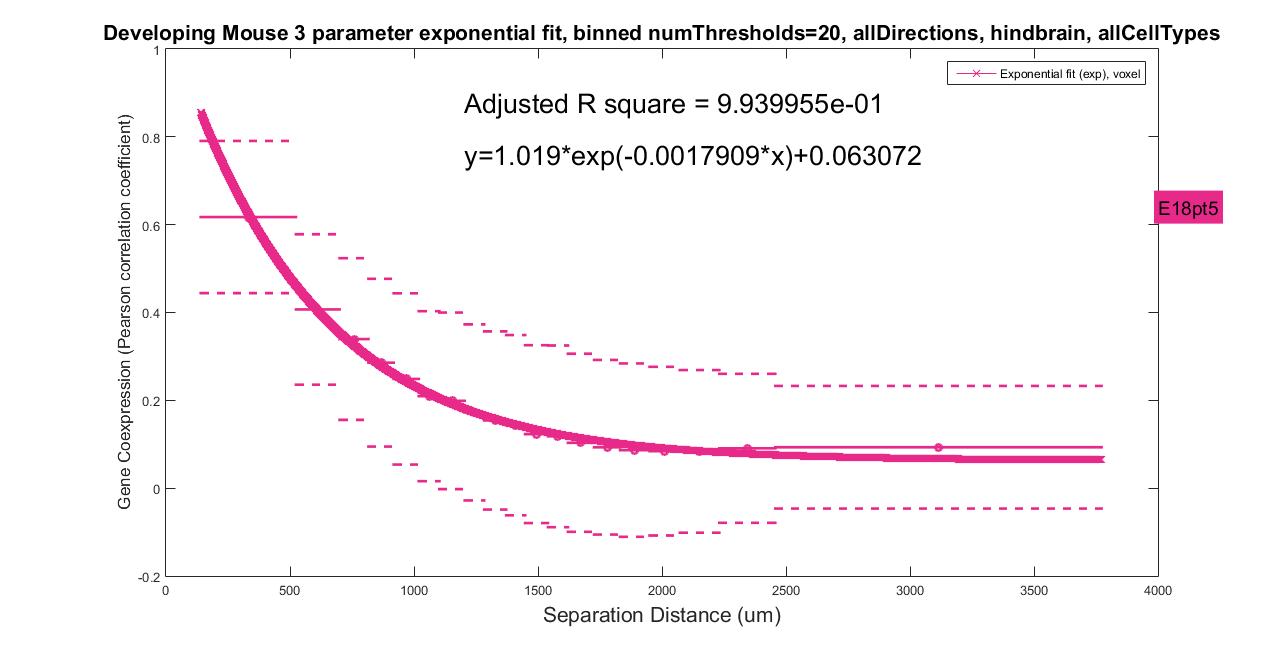 Developing Mouse 3 parameter exponential fit, binned numThresholds=20, allDirections, hindbrain, allCellTypes
Exponential fit (exp), voxel
Adjusted R square = 9.939955e-01
y=1.019*exp(-0.0017909*x)+0.063072
E18pt5
Gene Coexpression (Pearson correlation coefficient)
1
0.8
0.6
0.4
0.2
0
-0.2
0 500 1000 1500 2000 2500 3000 3500 4000
Separation Distance (um)